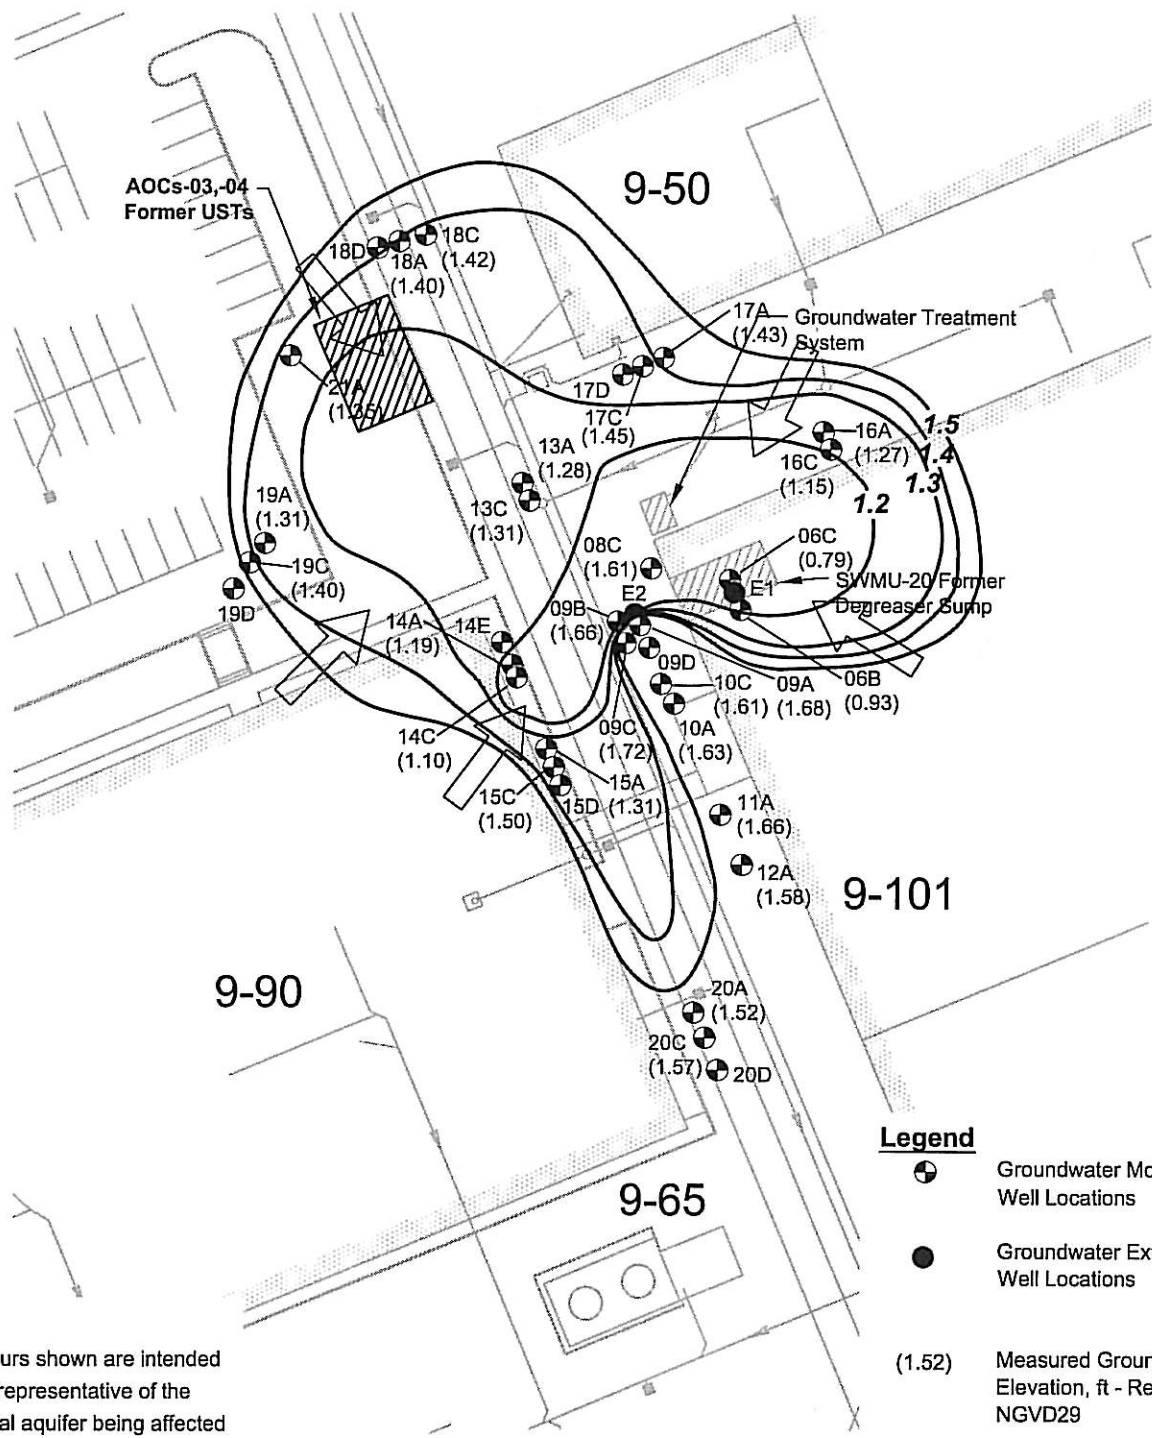 9-50
AOCs-03,-04
Former USTs
18D
18A
(1.40)
18C
(1.42)
17A
(1.43)
Groundwater Treatment
System
21A
(1.35)
17D
17C
(1.45)
13A
(1.28)
13C
(1.31)
16A
(1.27)
16C
(1.15)
1.5
1.4
1.3
1.2
19A
(1.31)
19C
(1.40)
19D
08C
(1.61)
06C
(0.79)
E1
SWMU-20 Former
Degreaser Sump
E2
09B
(1.66)
14A
(1.19)
14E
09D
10C
(1.61)
09A
(1.68)
06B
(0.93)
14C
(1.10)
09C
(1.72)
10A
(1.63)
15C
(1.50)
15D
15A
(1.31)
11A
(1.66)
12A
(1.58)
9-101
9-90
20A
(1.52)
20C
(1.57)
20D
9-65
Legend
Groundwater Mo
Well Locations
Groundwater Ex
Well Locations
(1.52)
Measured Groun
Elevation, ft - Re
NGVD29
urs shown are intended
representative of the
al aquifer being affected